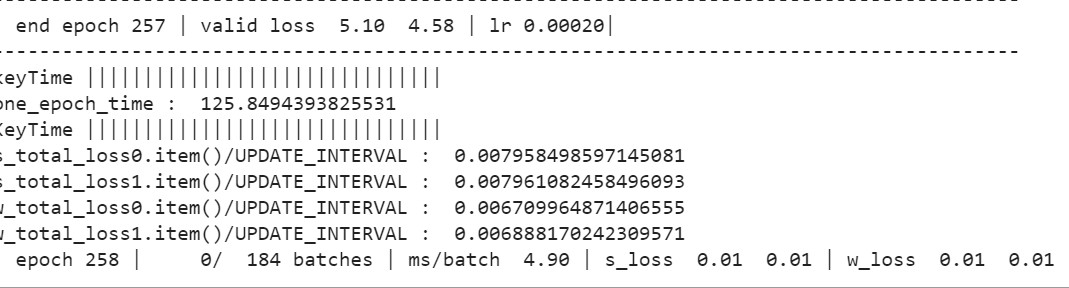 end epoch 257 | valid loss 5.10 4.58 | lr 0.00020|
keyTime |||||||||||||||||||||||||||||||
one_epoch_time : 125.8494393825531
KeyTime |||||||||||||||||||||||||||||||
s_total_loss0.item()/UPDATE_INTERVAL : 0.007958498597145081
s_total_loss1.item()/UPDATE_INTERVAL : 0.007961082458496093
w_total_loss0.item()/UPDATE_INTERVAL : 0.006709964871406555
w_total_loss1.item()/UPDATE_INTERVAL : 0.006888170242309571
epoch 258 | 0/ 184 batches | ms/batch 4.90 | s_loss 0.01 0.01 | w_loss 0.01 0.01